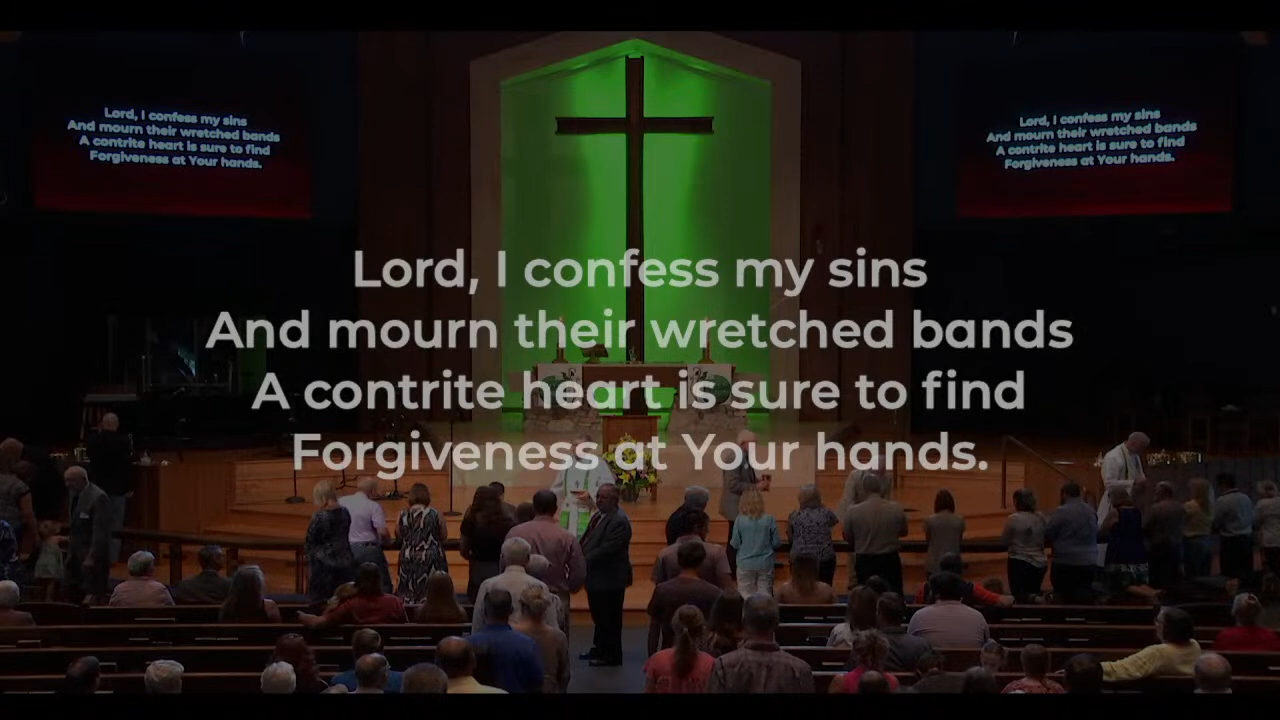 Lord, I confess my sins
And mourn their wretched bands
A contrite heart is sure to find
Forgiveness at Your hands.
Lord, I confess my sins
And mourn their wretched bands
A contrite heart is sure to find
Forgiveness at Your hands.
Lord, I confess my sins
And mourn their wretched bands
A contrite heart is sure to find
Forgiveness at Your hands.